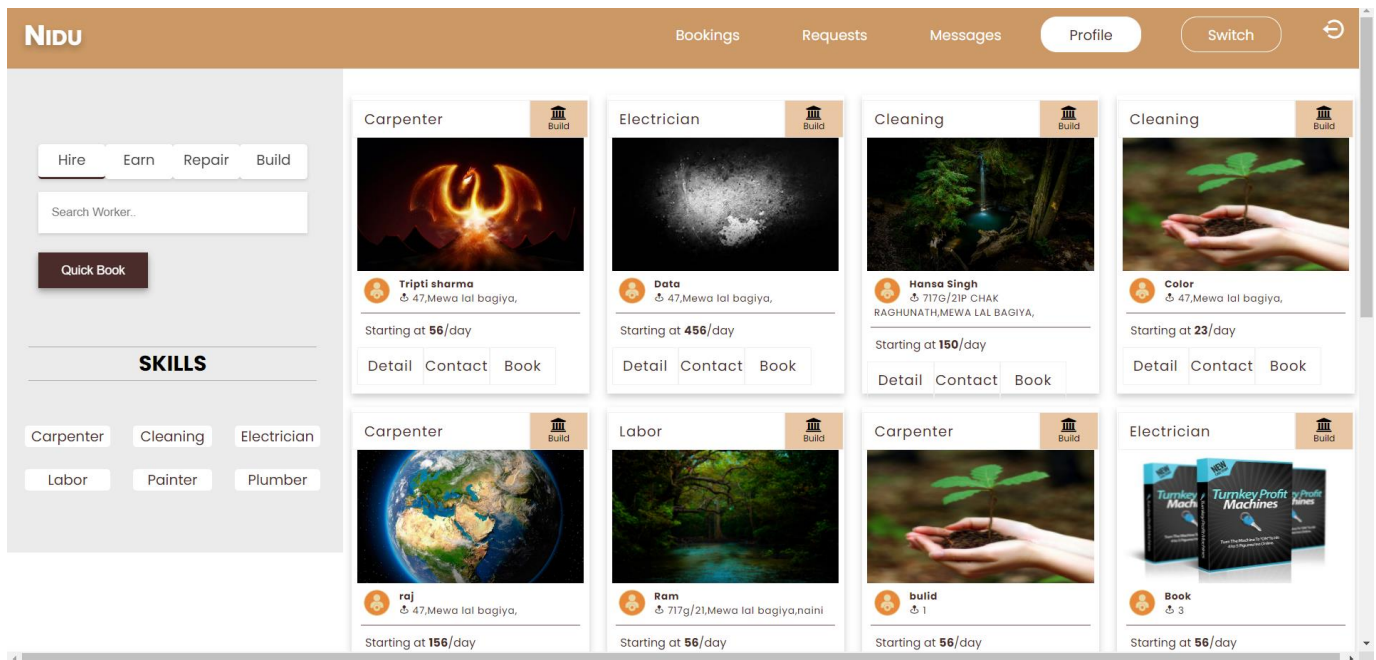 NIDU
Bookings Requests Messages Profile Switch
Hire Earn Repair Build
Search Worker..
Quick Book
SKILLS
Carpenter Cleaning Electrician
Labor Painter Plumber
Carpenter
Build
Tripti sharma
47,Mewa lal bagiya,
Starting at 56/day
Detail Contact Book
Electrician
Build
Data
47,Mewa lal bagiya,
Starting at 456/day
Detail Contact Book
Cleaning
Build
Hansa Singh
717G/21P CHAK
RAGHUNATH,MEWA LAL BAGIYA,
Starting at 150/day
Detail Contact Book
Cleaning
Build
Color
47,Mewa lal bagiya,
Starting at 23/day
Detail Contact Book
Carpenter
Build
raj
47,Mewa lal bagiya,
Starting at 156/day
Labor
Build
Ram
717g/21,Mewa lal bagiya,naini
Starting at 56/day
Carpenter
Build
bulid
1
Starting at 56/day
Electrician
Build
NEW
NEW
Turnkey Profit
Machines
Book
3
Starting at 56/day